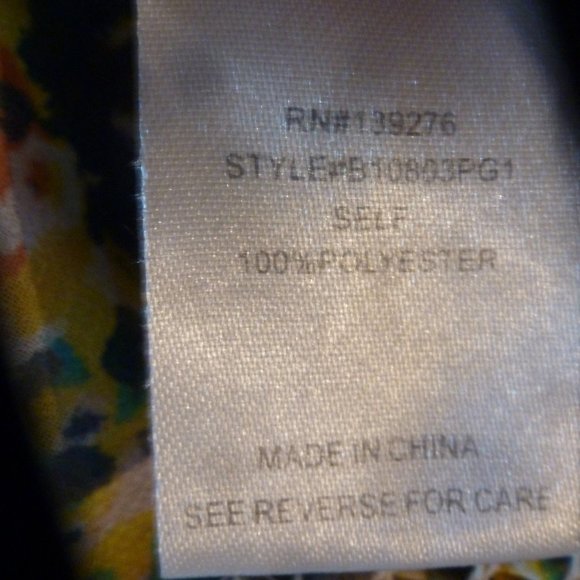 RN#139276
STYLE#B10803PG1
SELF
100%POLYESTER
MADE IN CHINA
SEE REVERSE FOR CARE